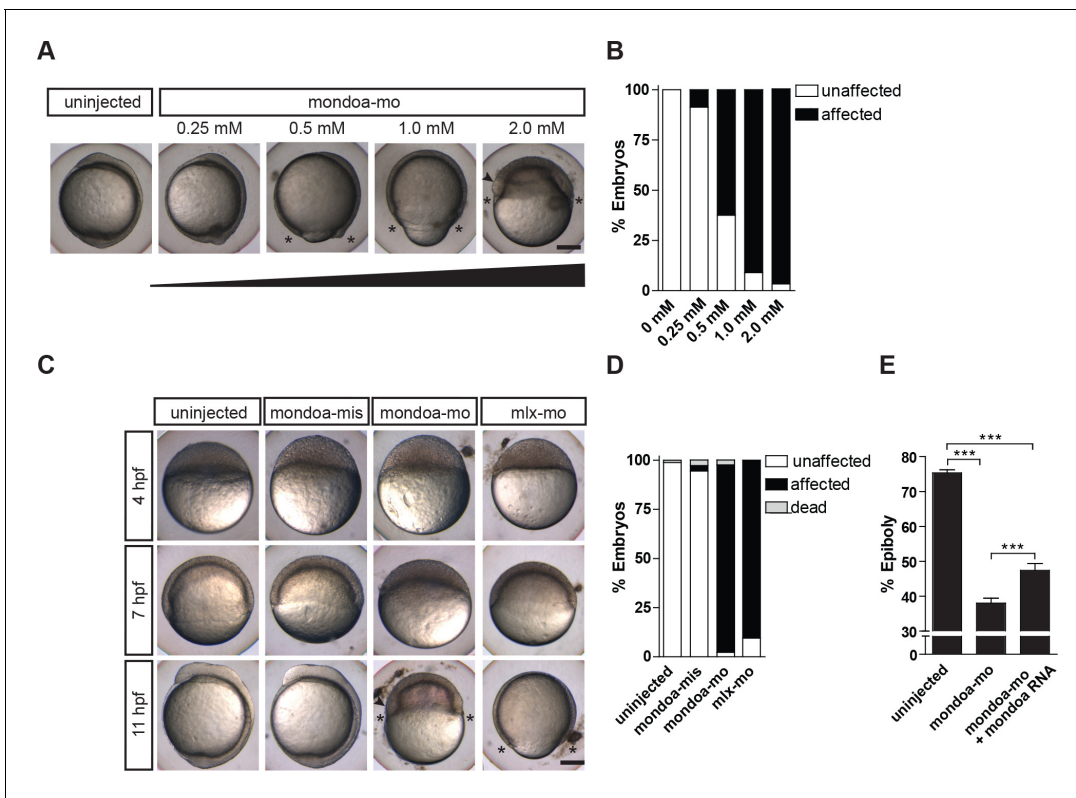 A
uninjected
mondoa-mo
0.25 mM 0.5 mM 1.0 mM 2.0 mM
* * * * * *
B
% Embryos
100
75
50
25
0
0 mM
0.25 mM
0.5 mM
1.0 mM
2.0 mM
unaffected
affected
C
uninjected mondoa-mis mondoa-mo mlx-mo
4 hpf
7 hpf
11 hpf
* * * *
D
% Embryos
100
75
50
25
0
uninjected
mondoa-mis
mondoa-mo
mlx-mo
unaffected
affected
dead
E
% Epiboly
80
70
60
50
40
30
0
***
***
***
uninjected
mondoa-mo
mondoa-mo
+ mondoa RNA